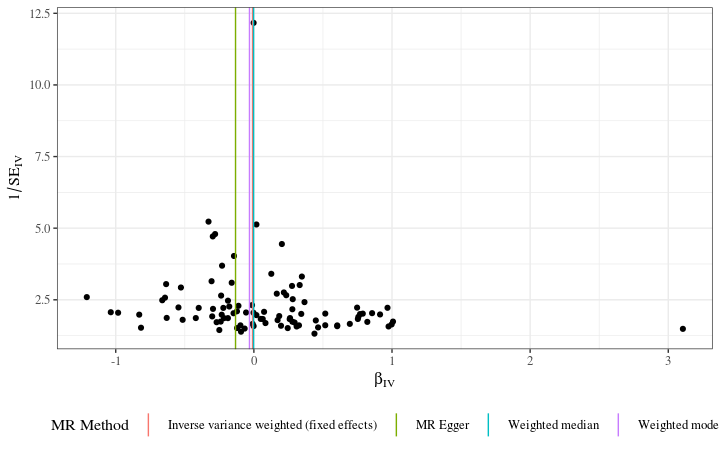 12.5
10.0
7.5
5.0
2.5
1/SE_IV
-1 0 1 2 3
β_IV
MR Method Inverse variance weighted (fixed effects) MR Egger Weighted median Weighted mode